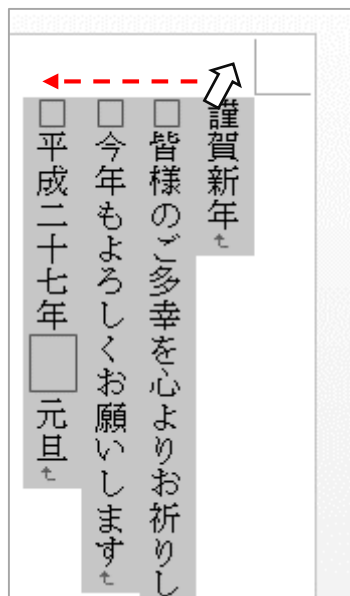 謹賀新年
□皆様のご多幸を心よりお祈りし
□今年もよろしくお願いします
□平成二十七年□元旦